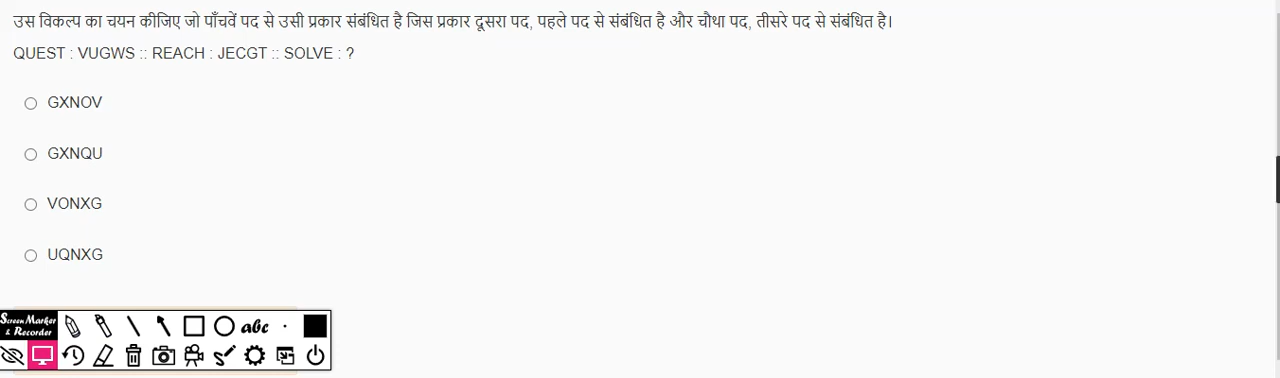 उस विकल्प का चयन कीजिए जो पाँचवें पद से उसी प्रकार संबंधित है जिस प्रकार दूसरा पद, पहले पद से संबंधित है और चौथा पद, तीसरे पद से संबंधित है।
QUEST : VUGWS :: REACH : JECGT :: SOLVE : ?
GXNOV
GXNQU
VONXG
UQNXG
Screen Marker
& Recorder
abc